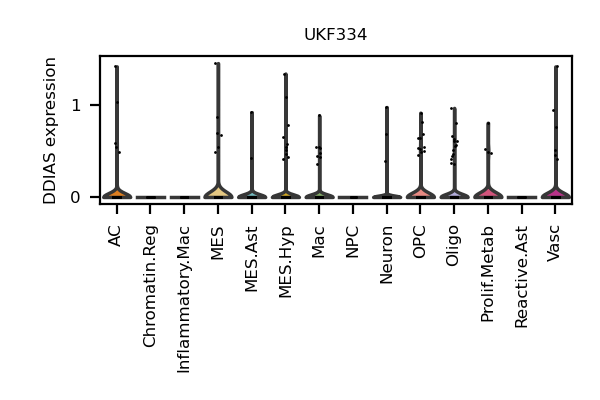 UKF334
DDIAS expression
1
0
AC
Chromatin.Reg
Inflammatory.Mac
MES
MES.Ast
MES.Hyp
Mac
NPC
Neuron
OPC
Oligo
Prolif.Metab
Reactive.Ast
Vasc